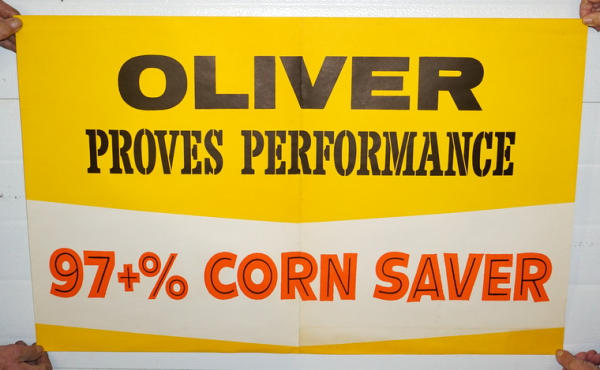 OLIVER
PROVES PERFORMANCE
97+% CORN SAVER